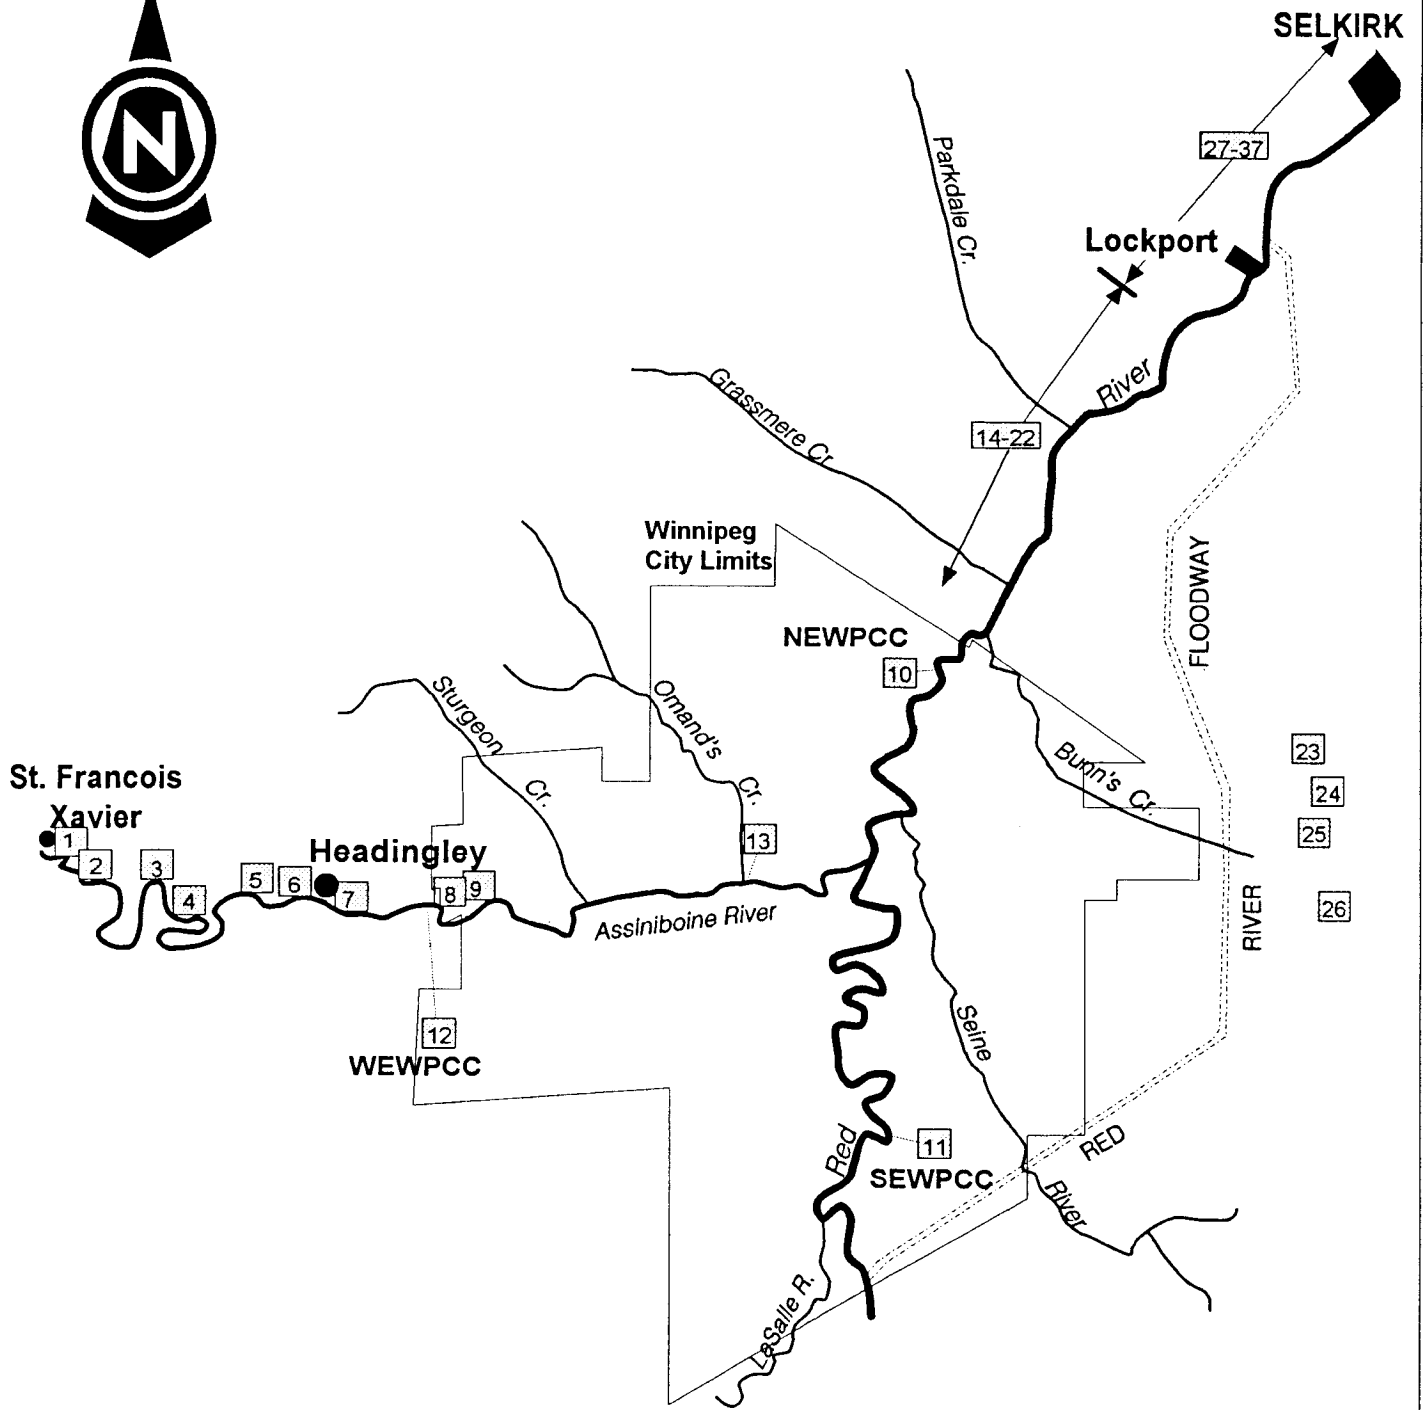 N
SELKIRK
27-37
Parkdale Cr.
Lockport
River
Grassmere Cr.
14-22
Winnipeg
City Limits
FLOODWAY
NEWPCC
10
Sturgeon
Cr.
Omand's
Cr.
Bunn's Cr.
23
24
25
26
St. Francois
Xavier
1
2
3
4
5
6
Headingley
7
8
9
13
Assiniboine River
RIVER
Seine
12
WEWPCC
Red
11
SEWPCC
RED
River
LaSalle R.